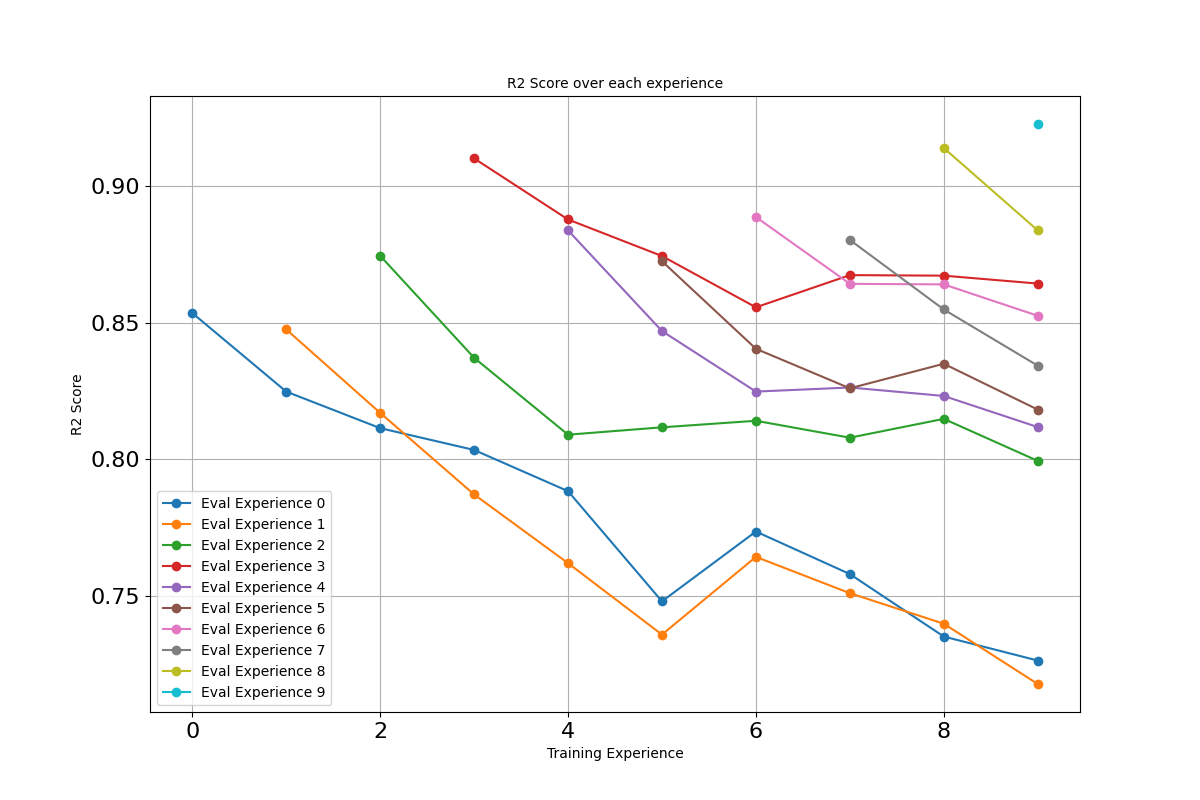 R2 Score over each experience
R2 Score
0.90
0.85
0.80
0.75
Eval Experience 0
Eval Experience 1
Eval Experience 2
Eval Experience 3
Eval Experience 4
Eval Experience 5
Eval Experience 6
Eval Experience 7
Eval Experience 8
Eval Experience 9
0 2 4 6 8
Training Experience